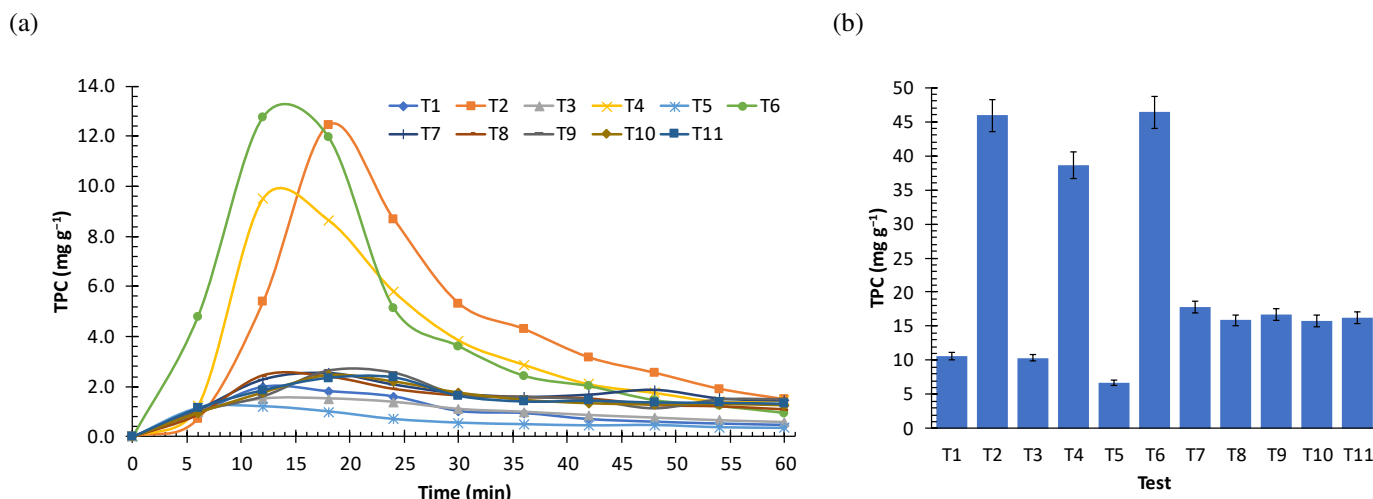 (a)
(b)
14.0
12.0
10.0
8.0
6.0
4.0
2.0
0.0
TPC (mg g⁻¹)
T1 T2 T3 T4 T5 T6
T7 T8 T9 T10 T11
0 5 10 15 20 25 30 35 40 45 50 55 60
Time (min)
50
45
40
35
30
25
20
15
10
5
0
TPC (mg g⁻¹)
T1 T2 T3 T4 T5 T6 T7 T8 T9 T10 T11
Test